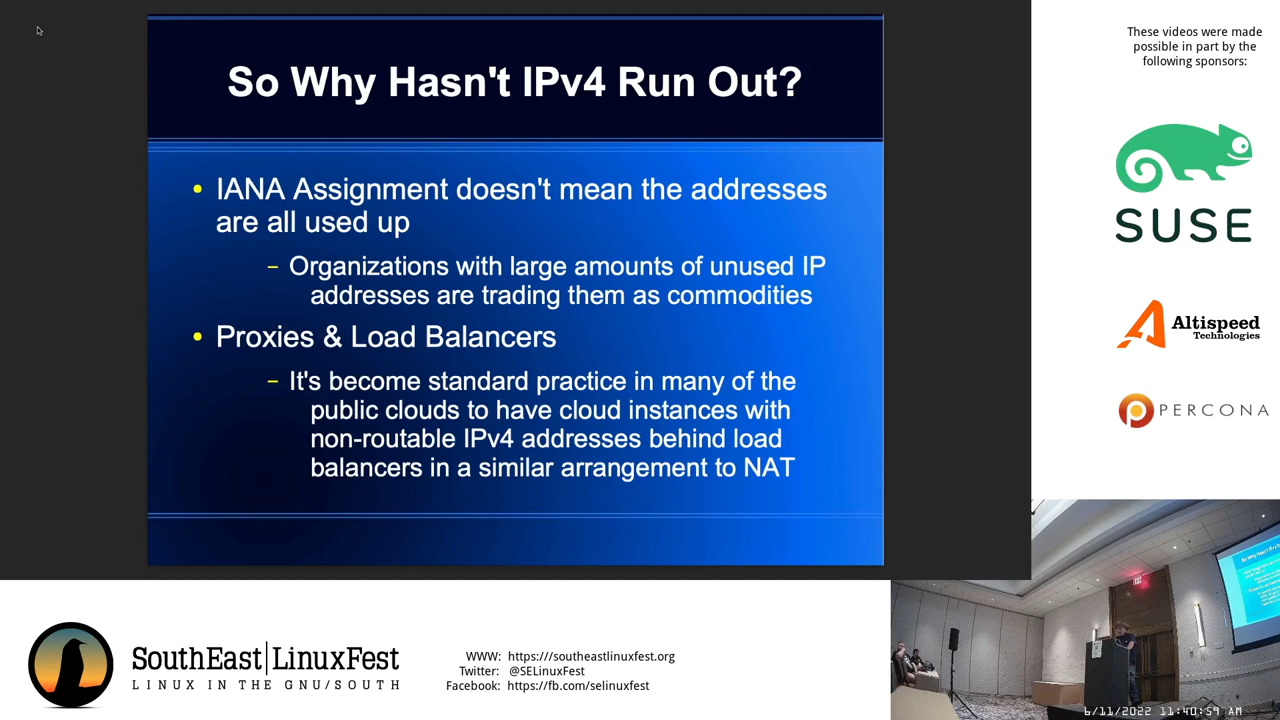 So Why Hasn't IPv4 Run Out?
• IANA Assignment doesn't mean the addresses
are all used up
– Organizations with large amounts of unused IP
addresses are trading them as commodities
• Proxies & Load Balancers
– It's become standard practice in many of the
public clouds to have cloud instances with
non-routable IPv4 addresses behind load
balancers in a similar arrangement to NAT
These videos were made
possible in part by the
following sponsors:
SUSE
Altispeed
Technologies
PERCONA
SouthEast|LinuxFest
LINUX IN THE GNU/SOUTH
WWW: https:///southeastlinuxfest.org
Twitter: @SELinuxFest
Facebook: https://fb.com/selinuxfest
6/11/2022 11:40:59 AM